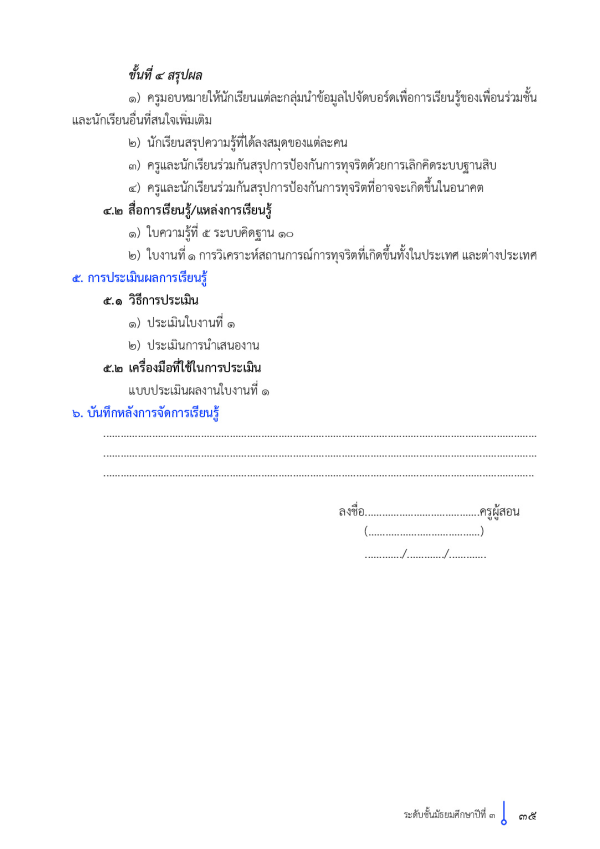 ขั้นที่ ๔ สรุปผล
๑) ครูมอบหมายให้นักเรียนแต่ละกลุ่มนำข้อมูลไปจัดบอร์ดเพื่อการเรียนรู้ของเพื่อนร่วมชั้น
และนักเรียนอื่นที่สนใจเพิ่มเติม
๒) นักเรียนสรุปความรู้ที่ได้ลงสมุดของแต่ละคน
๓) ครูและนักเรียนร่วมกันสรุปการป้องกันการทุจริตด้วยการเลิกคิดระบบฐานสิบ
๔) ครูและนักเรียนร่วมกันสรุปการป้องกันการทุจริตที่อาจจะเกิดขึ้นในอนาคต
๔.๒ สื่อการเรียนรู้/แหล่งการเรียนรู้
๑) ใบความรู้ที่ ๕ ระบบคิดฐาน ๑๐
๒) ใบงานที่ ๑ การวิเคราะห์สถานการณ์การทุจริตที่เกิดขึ้นทั้งในประเทศ และต่างประเทศ
๕. การประเมินผลการเรียนรู้
๕.๑ วิธีการประเมิน
๑) ประเมินใบงานที่ ๑
๒) ประเมินการนำเสนองาน
๕.๒ เครื่องมือที่ใช้ในการประเมิน
แบบประเมินผลงานใบงานที่ ๑
๖. บันทึกหลังการจัดการเรียนรู้
........................................................................................................................................................
........................................................................................................................................................
.......................................................................................................................................................
ลงชื่อ........................................ครูผู้สอน
(.......................................)
............./............./.............
ระดับชั้นมัธยมศึกษาปีที่ ๓ ๓๕